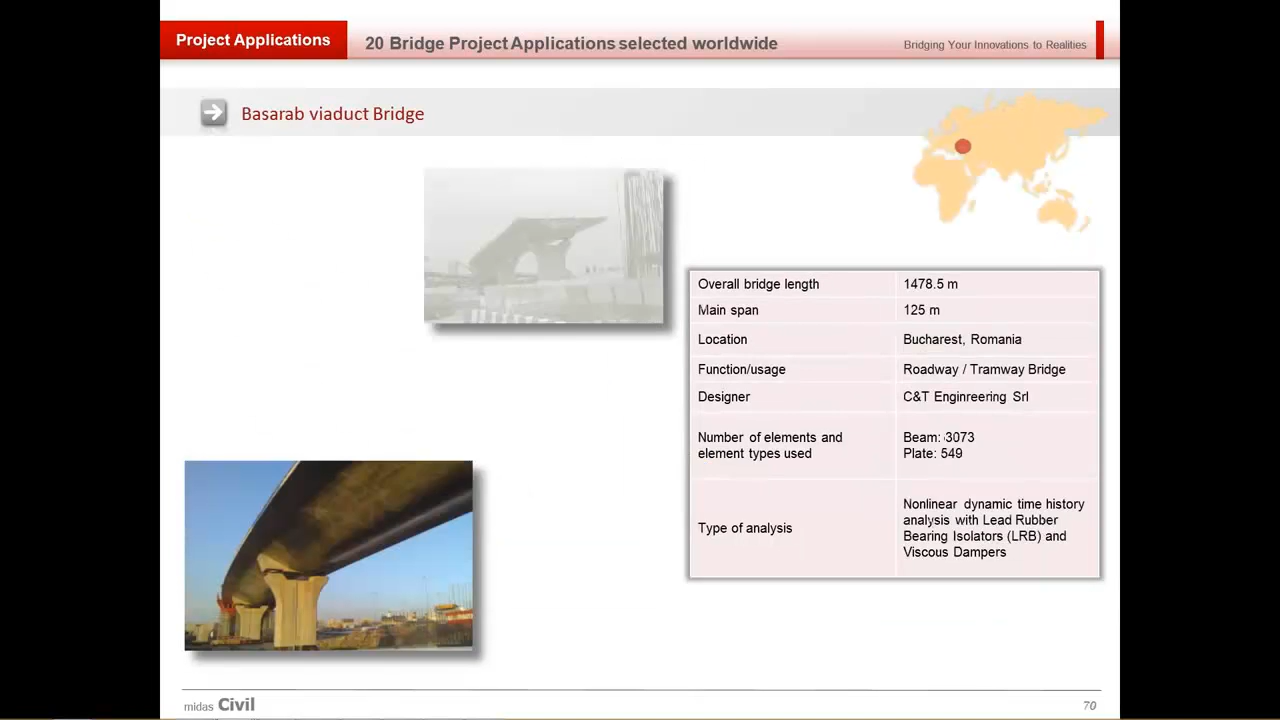 Project Applications
20 Bridge Project Applications selected worldwide
Bridging Your Innovations to Realities
Basarab viaduct Bridge
Overall bridge length 1478.5 m
Main span 125 m
Location Bucharest, Romania
Function/usage Roadway / Tramway Bridge
Designer C&T Enginreering Srl
Number of elements and element types used
Beam: 3073
Plate: 549
Type of analysis
Nonlinear dynamic time history
analysis with Lead Rubber
Bearing Isolators (LRB) and
Viscous Dampers
midas Civil
70